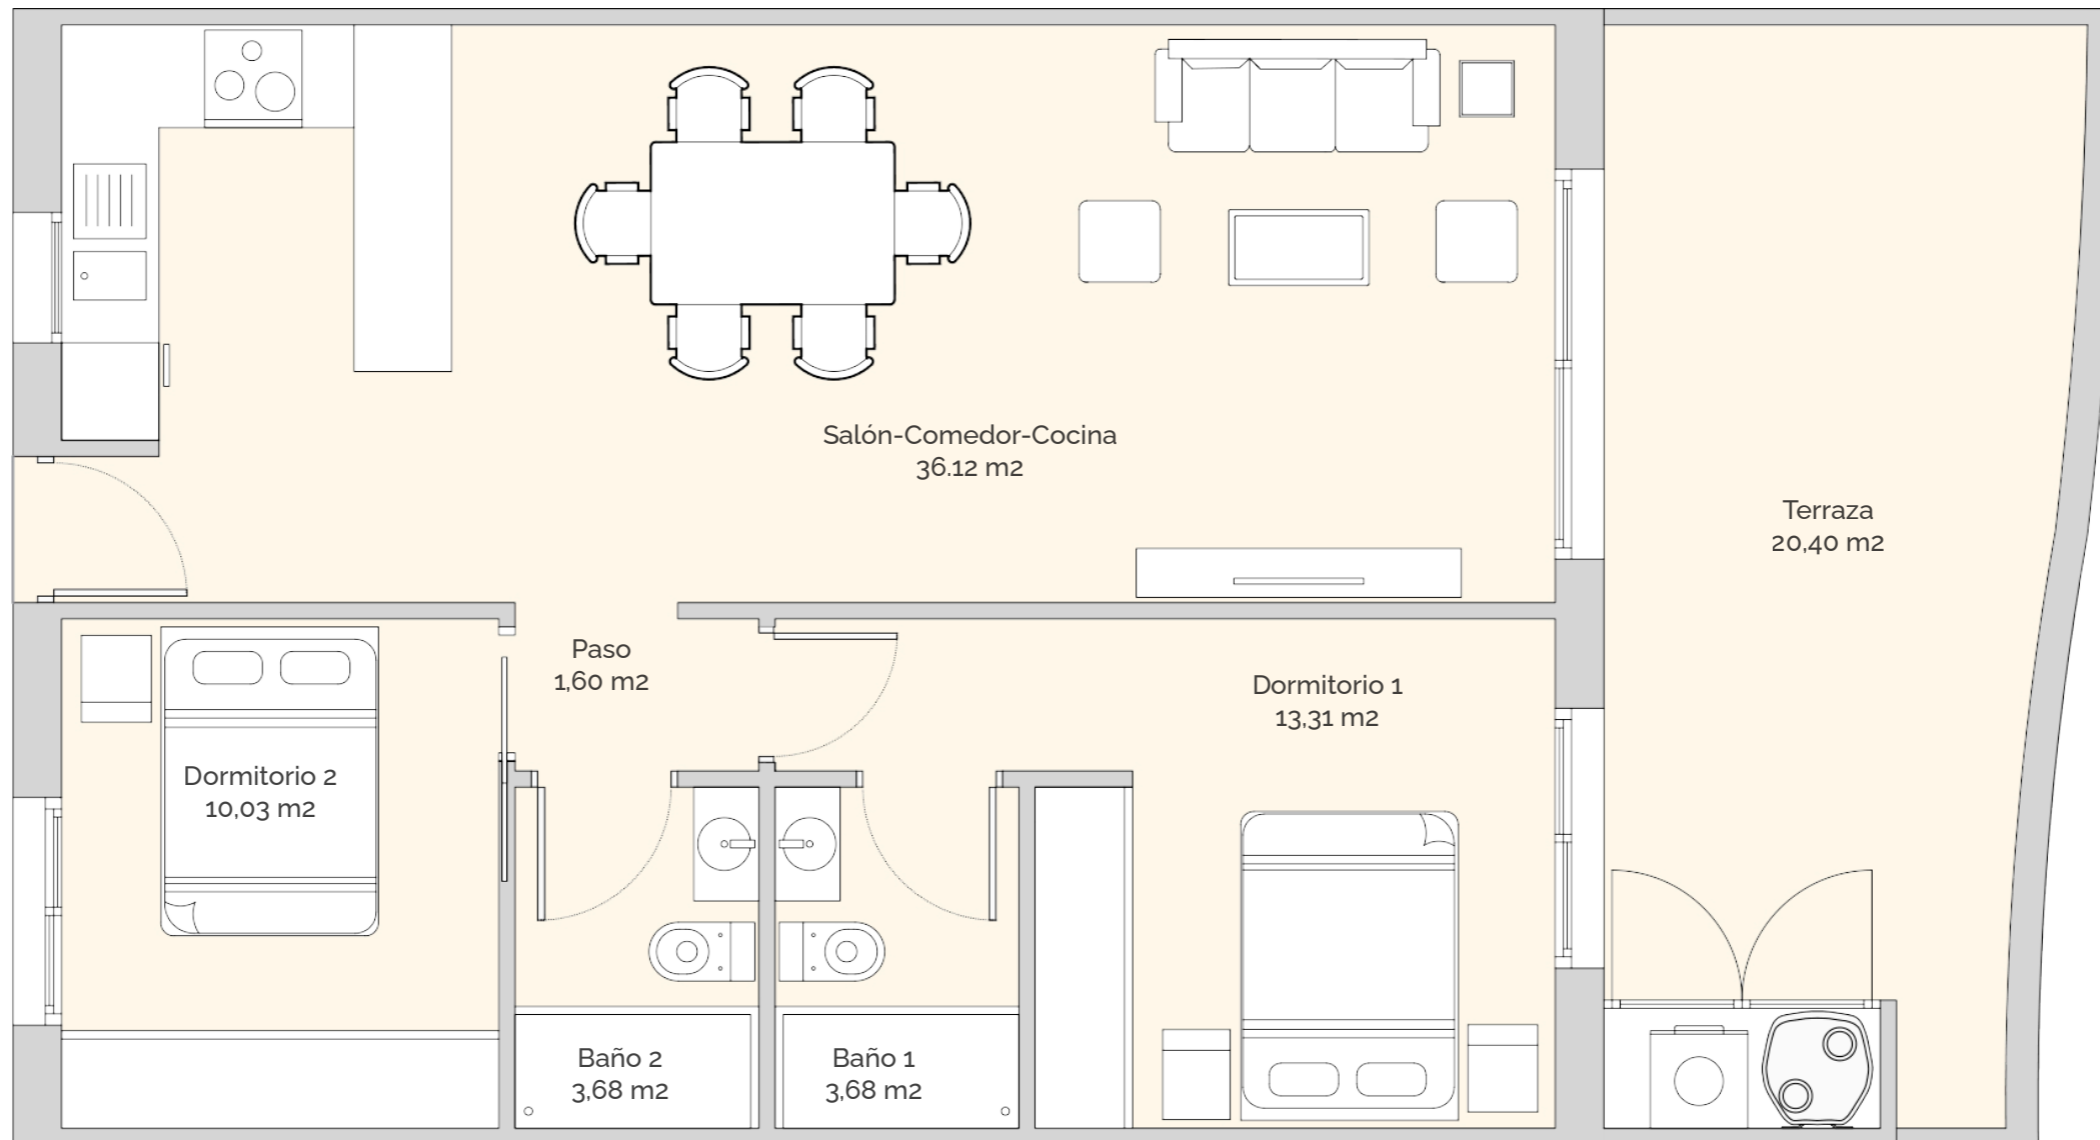 Salón-Comedor-Cocina
36.12 m2
Terraza
20,40 m2
Paso
1,60 m2
Dormitorio 1
13,31 m2
Dormitorio 2
10,03 m2
Baño 2
3,68 m2
Baño 1
3,68 m2